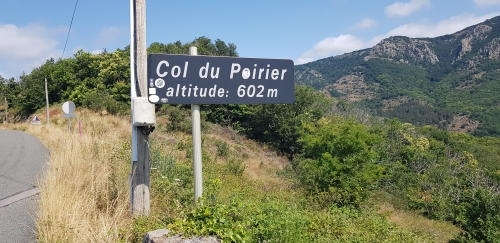 Col du Poirier
altitude: 602 m